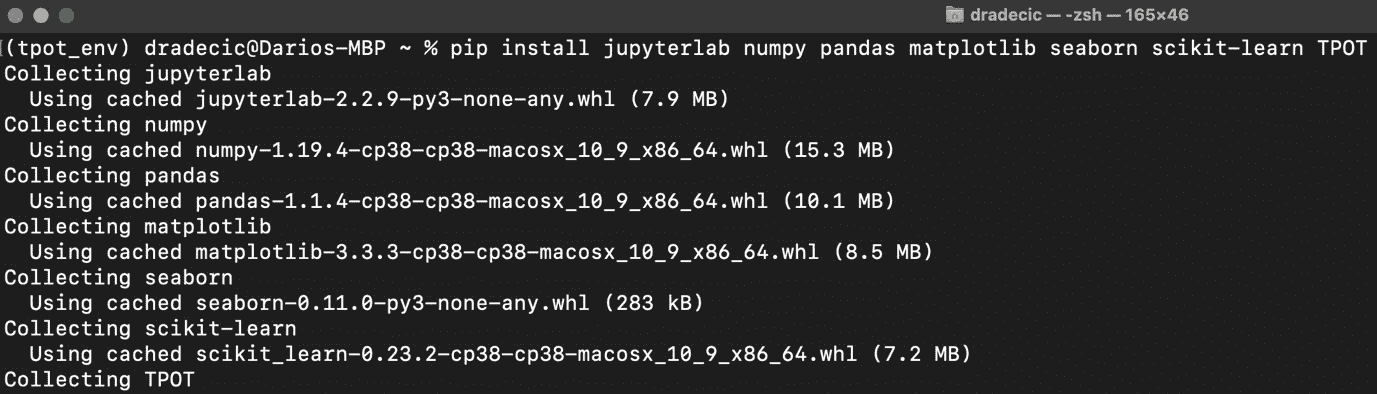 dradecic — -zsh — 165×46
(tpot_env) dradecic@Darios-MBP ~ % pip install jupyterlab numpy pandas matplotlib seaborn scikit-learn TPOT
Collecting jupyterlab
  Using cached jupyterlab-2.2.9-py3-none-any.whl (7.9 MB)
Collecting numpy
  Using cached numpy-1.19.4-cp38-cp38-macosx_10_9_x86_64.whl (15.3 MB)
Collecting pandas
  Using cached pandas-1.1.4-cp38-cp38-macosx_10_9_x86_64.whl (10.1 MB)
Collecting matplotlib
  Using cached matplotlib-3.3.3-cp38-cp38-macosx_10_9_x86_64.whl (8.5 MB)
Collecting seaborn
  Using cached seaborn-0.11.0-py3-none-any.whl (283 kB)
Collecting scikit-learn
  Using cached scikit_learn-0.23.2-cp38-cp38-macosx_10_9_x86_64.whl (7.2 MB)
Collecting TPOT